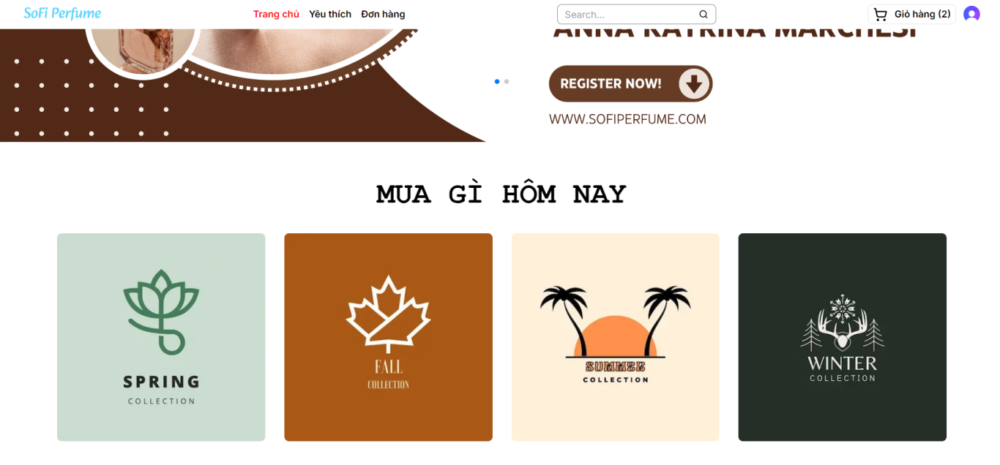 SoFi Perfume
Trang chủ Yêu thích Đơn hàng
Search...
Giỏ hàng (2)
ANNA KATRINA MARCHESI
REGISTER NOW!
WWW.SOFIPERFUME.COM
MUA GÌ HÔM NAY
SPRING
COLLECTION
FALL
COLLECTION
SUMMER
COLLECTION
WINTER
COLLECTION